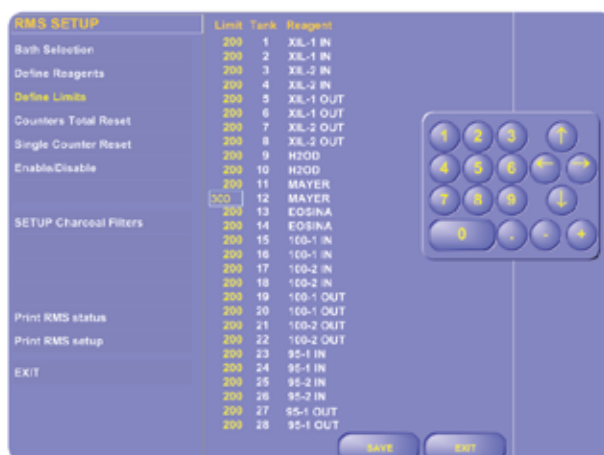 RMS SETUP
Bath Selection
Define Reagents
Define Limits
Counters Total Reset
Single Counter Reset
Enable/Disable
SETUP Charcoal Filters
Print RMS status
Print RMS setup
EXIT
Limit Tank Reagent
200 1 XIL-1 IN
200 2 XIL-1 IN
200 3 XIL-2 IN
200 4 XIL-2 IN
200 5 XIL-1 OUT
200 6 XIL-1 OUT
200 7 XIL-2 OUT
200 8 XIL-2 OUT
200 9 H2OD
200 10 H2OD
200 11 MAYER
300 12 MAYER
200 13 EOSINA
200 14 EOSINA
200 15 100-1 IN
200 16 100-1 IN
200 17 100-2 IN
200 18 100-2 IN
200 19 100-1 OUT
200 20 100-1 OUT
200 21 100-2 OUT
200 22 100-2 OUT
200 23 95-1 IN
200 24 95-1 IN
200 25 95-2 IN
200 26 95-2 IN
200 27 95-1 OUT
200 28 95-1 OUT
1 2 3 ↑
4 5 6 ← →
7 8 9 ↓
0 . - +
SAVE EXIT